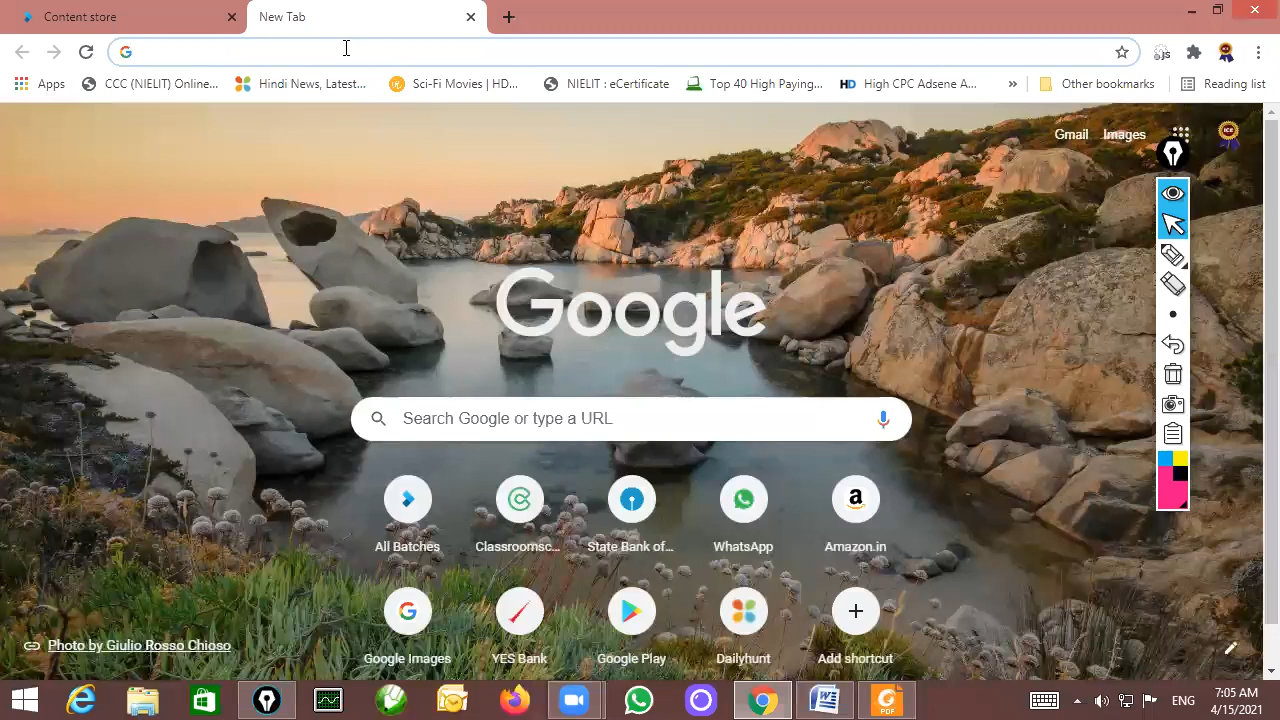 Content store
New Tab
Apps
CCC (NIELIT) Online...
Hindi News, Latest...
Sci-Fi Movies l HD...
NIELIT : eCertificate
Top 40 High Paying,...
HD High CPC Adsene A...
»
Other bookmarks
Reading list
Gmail Images
Google
Search Google or type a URL
All Batches
Classroomsc...
State Bank of...
WhatsApp
Amazon.in
Google Images
YES Bank
Google Play
Dailyhunt
Add shortcut
Photo by Giulio Rosso Chioso
ENG
7:05 AM
4/15/2021